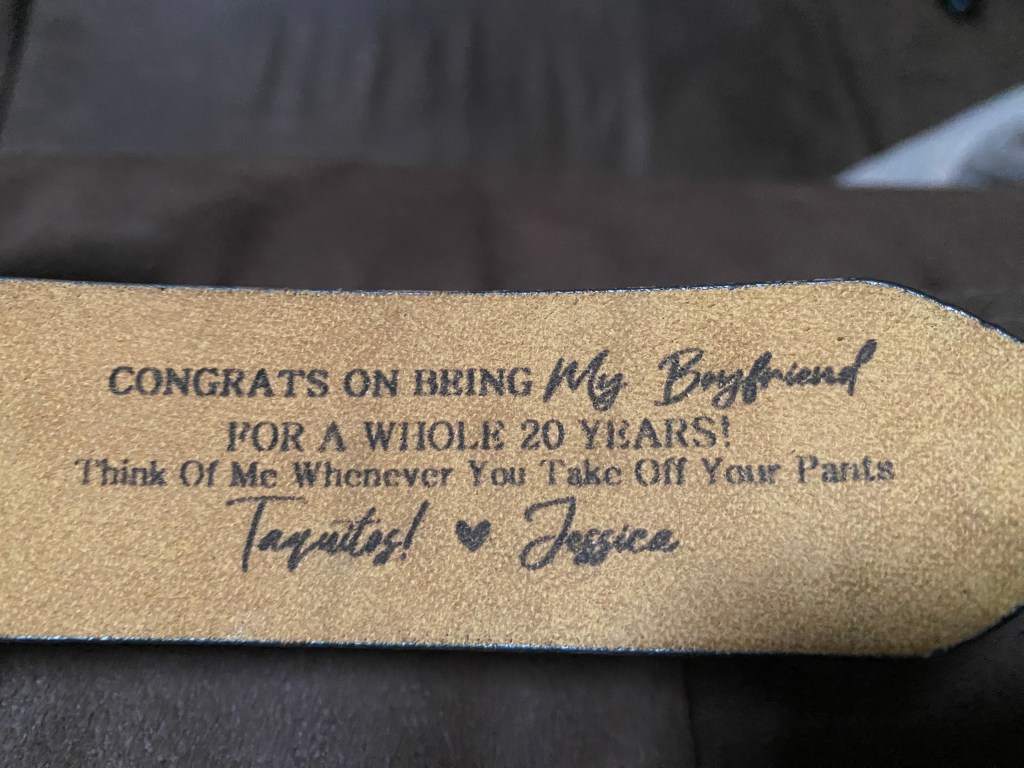 CONGRATS ON BEING My Boyfriend
FOR A WHOLE 20 YEARS!
Think Of Me Whenever You Take Off Your Pants
Taquitos! ♥ Jessica